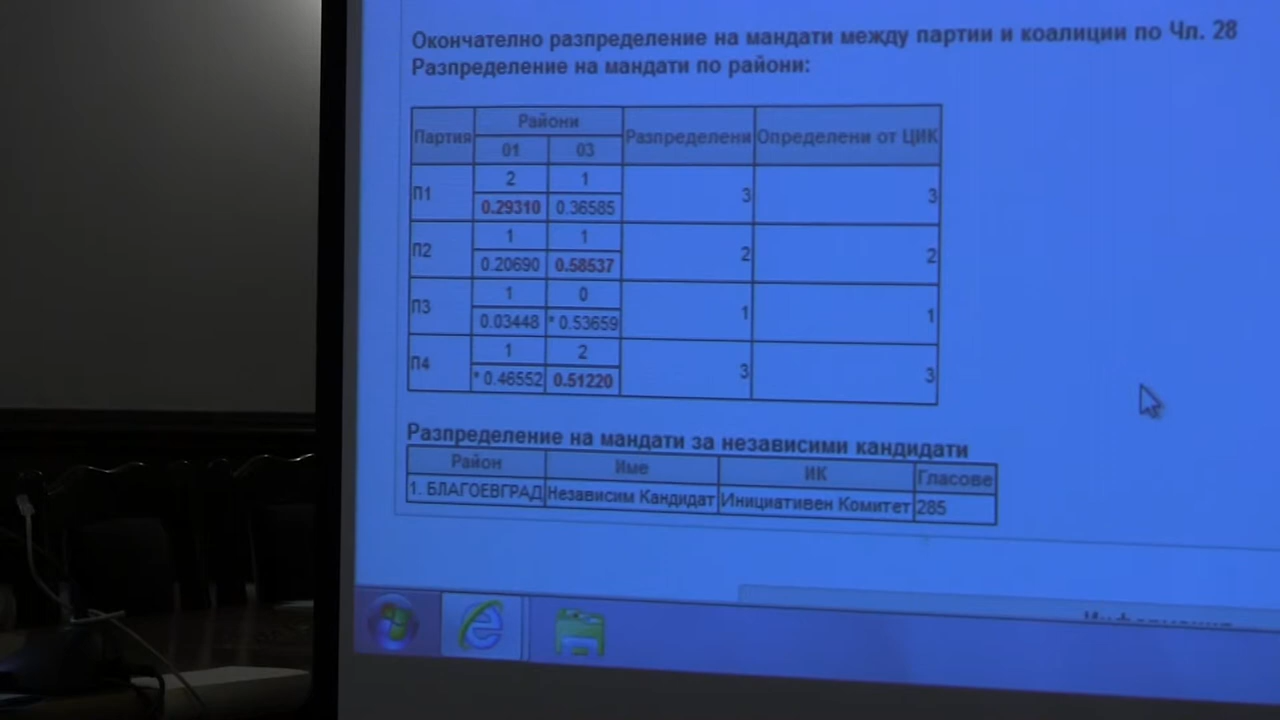 Окончателно разпределение на мандати между партии и коалиции по Чл. 28
Разпределение на мандати по райони:
Партия Райони Разпределени Определени от ЦИК
01 03
П1 2 1 3 3
0.29310 0.36585
П2 1 1 2 2
0.20690 0.58537
П3 1 0 1 1
0.03448 * 0.53659
П4 1 2 3 3
* 0.46552 0.51220
Разпределение на мандати за независими кандидати
Район Име ИК Гласове
1. БЛАГОЕВГРАД Независим Кандидат Инициативен Комитет 285